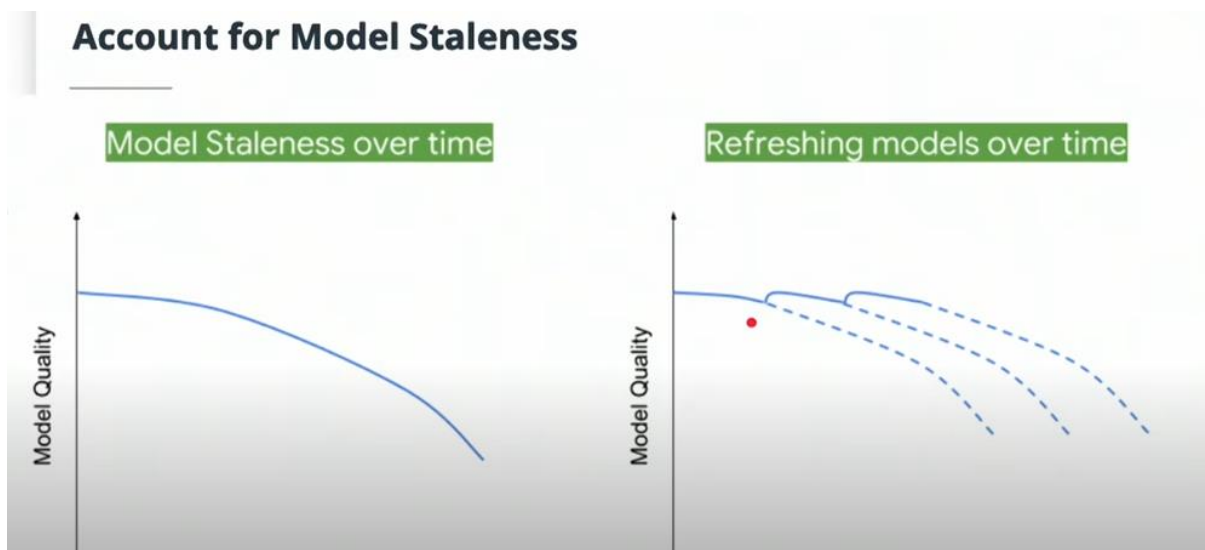 Account for Model Staleness
Model Staleness over time
Refreshing models over time
Model Quality
Model Quality